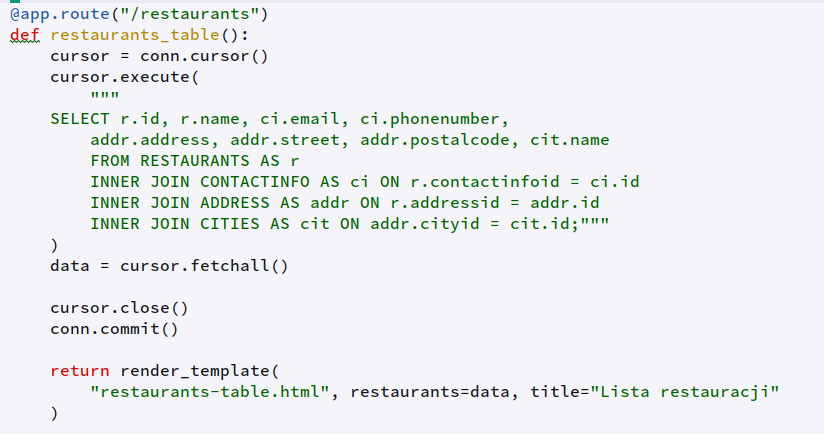 @app.route("/restaurants")
def restaurants_table():
    cursor = conn.cursor()
    cursor.execute(
        """
    SELECT r.id, r.name, ci.email, ci.phonenumber,
        addr.address, addr.street, addr.postalcode, cit.name
        FROM RESTAURANTS AS r
        INNER JOIN CONTACTINFO AS ci ON r.contactinfoid = ci.id
        INNER JOIN ADDRESS AS addr ON r.addressid = addr.id
        INNER JOIN CITIES AS cit ON addr.cityid = cit.id;"""
    )
    data = cursor.fetchall()

    cursor.close()
    conn.commit()

    return render_template(
        "restaurants-table.html", restaurants=data, title="Lista restauracji"
    )